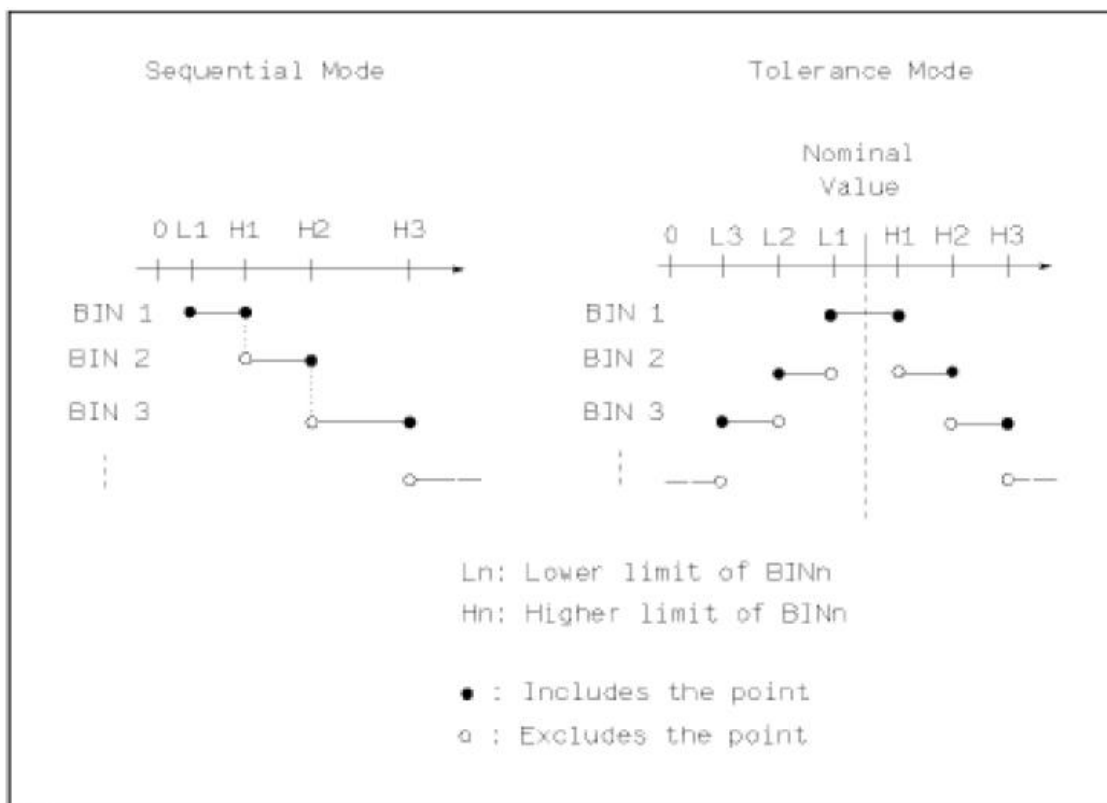 Sequential Mode
Tolerance Mode
Nominal
Value
0 L1 H1 H2 H3
0 L3 L2 L1 H1 H2 H3
BIN 1
BIN 2
BIN 3
BIN 1
BIN 2
BIN 3
Ln: Lower limit of BINn
Hn: Higher limit of BINn
● : Includes the point
○ : Excludes the point